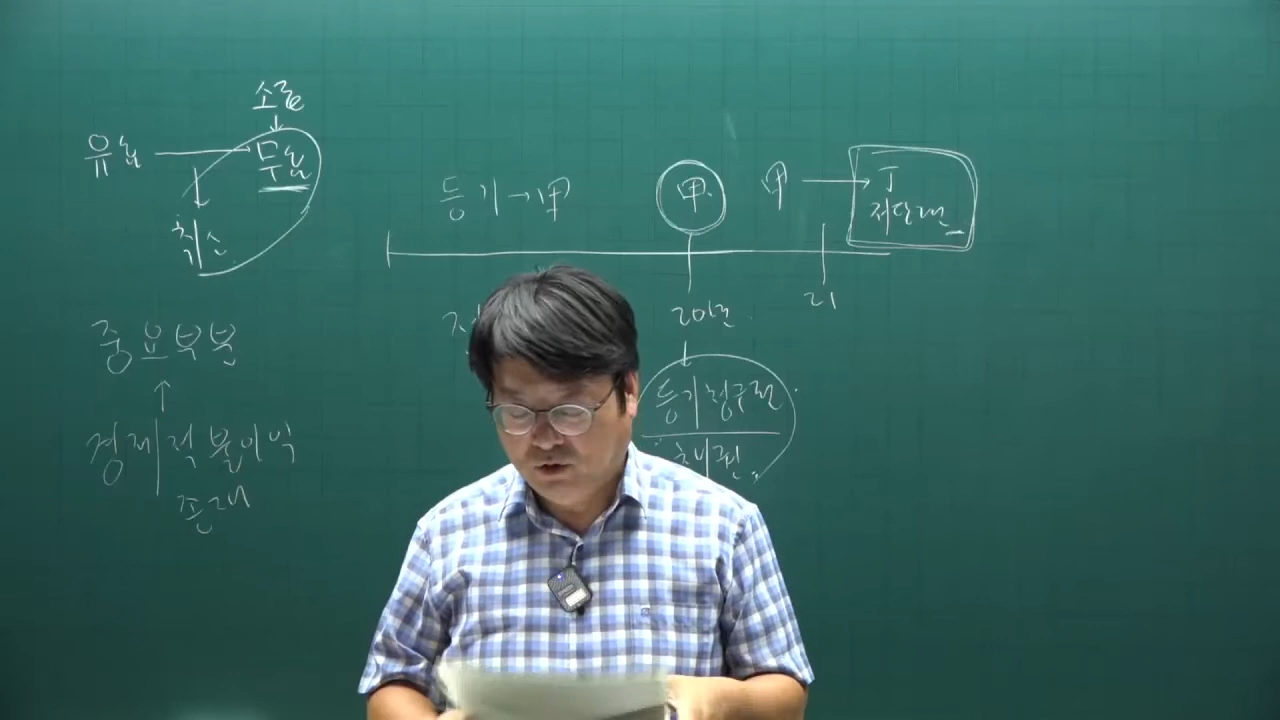 소급
유효 → 무효
취소
중요부분
↑
경제적 불이익
존재
등기→甲
甲
甲 → 丁
저당권
20년
21
등기청구권
채권